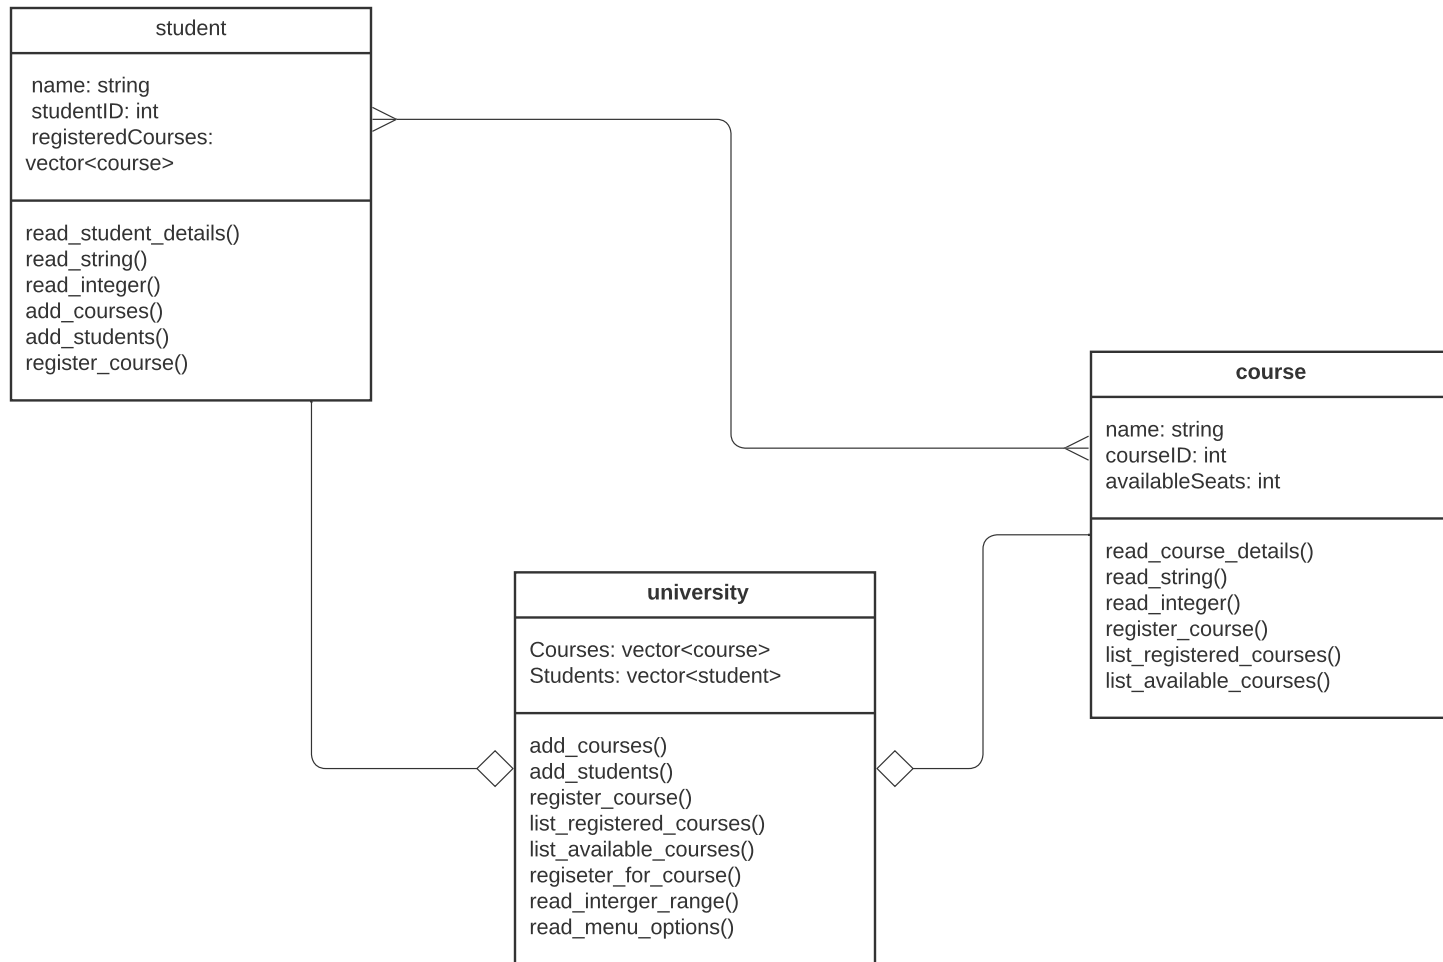 student
name: string
studentID: int
registeredCourses:
vector<course>
read_student_details()
read_string()
read_integer()
add_courses()
add_students()
register_course()
course
name: string
courseID: int
availableSeats: int
read_course_details()
read_string()
read_integer()
register_course()
list_registered_courses()
list_available_courses()
university
Courses: vector<course>
Students: vector<student>
add_courses()
add_students()
register_course()
list_registered_courses()
list_available_courses()
regiseter_for_course()
read_interger_range()
read_menu_options()